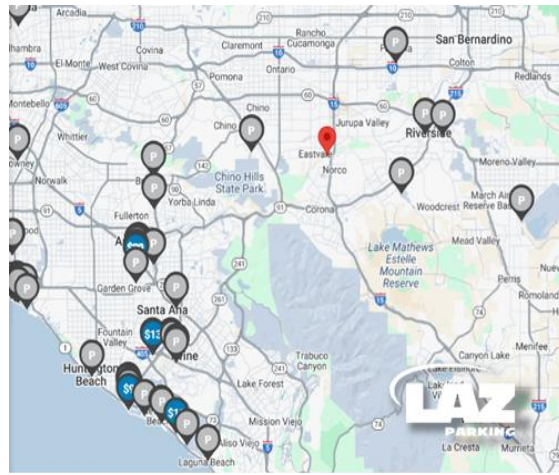 Arcadia
Rancho
Cucamonga
San Bernardino
El-Monte
Covina
West Covina
Claremont
Ontario
Pomona
Colton
Redlands
Montebello
Whittier
Chino
Chino
Jurupa Valley
Riverside
Eastvale
Norco
Moreno Valley
Norwalk
Chino Hills
State Park
Yorba Linda
Fullerton
Corona
Woodcrest
March Air
Reserve Base
Lake Mathews
Estelle
Mountain
Reserve
Mead Valley
Perris
Romoland
Garden Grove
Santa Ana
Fountain
Valley
$13
Huntington
Beach
Trabuco
Canyon
Canyon Lake
Menifee
Lake Forest
Mission Viejo
Aliso Viejo
Laguna Beach
LAZ
PARKING
La Cresta
Murrieta